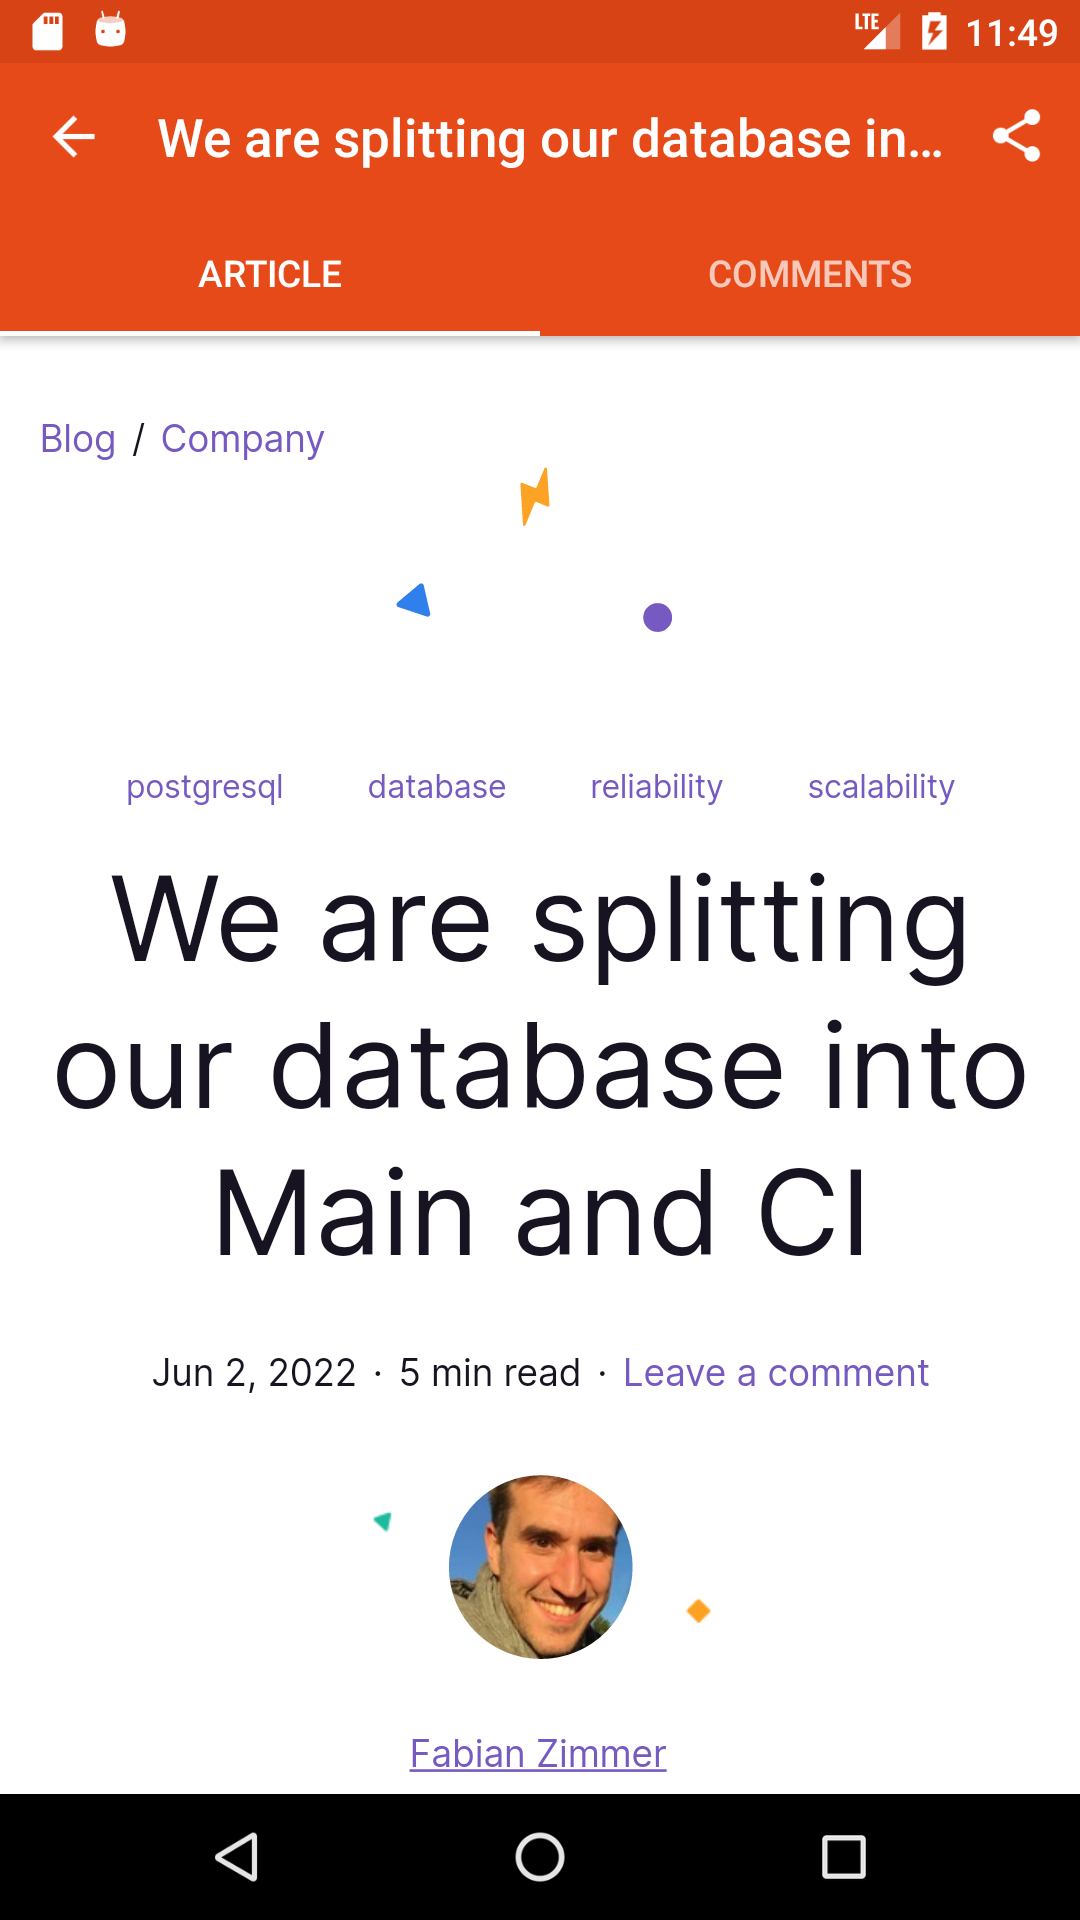 LTE 11:49
We are splitting our database in...
ARTICLE COMMENTS
Blog / Company
postgresql database reliability scalability
We are splitting
our database into
Main and CI
Jun 2, 2022 · 5 min read · Leave a comment
Fabian Zimmer